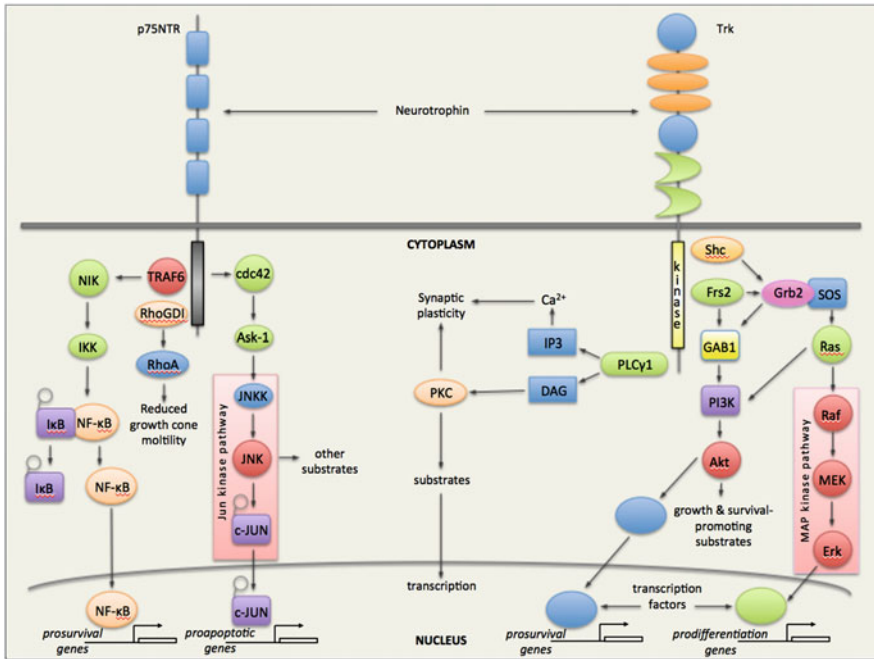 p75NTR
Trk
Neurotrophin
CYTOPLASM
NIK
TRAF6
cdc42
RhoGDI
IKK
RhoA
Ask-1
Reduced
growth cone
moltility
IκB
NF-κB
IκB
NF-κB
JNKK
JNK
c-JUN
Jun kinase pathway
other
substrates
Synaptic
plasticity
Ca²⁺
IP3
DAG
PLCγ1
PKC
substrates
transcription
kinase
Shc
Frs2
Grb2
SOS
GAB1
Ras
PI3K
Akt
growth & survival-
promoting
substrates
Raf
MEK
Erk
MAP kinase pathway
transcription
factors
NF-κB
c-JUN
NUCLEUS
prosurvival
genes
proapoptotic
genes
prosurvival
genes
prodifferentiation
genes